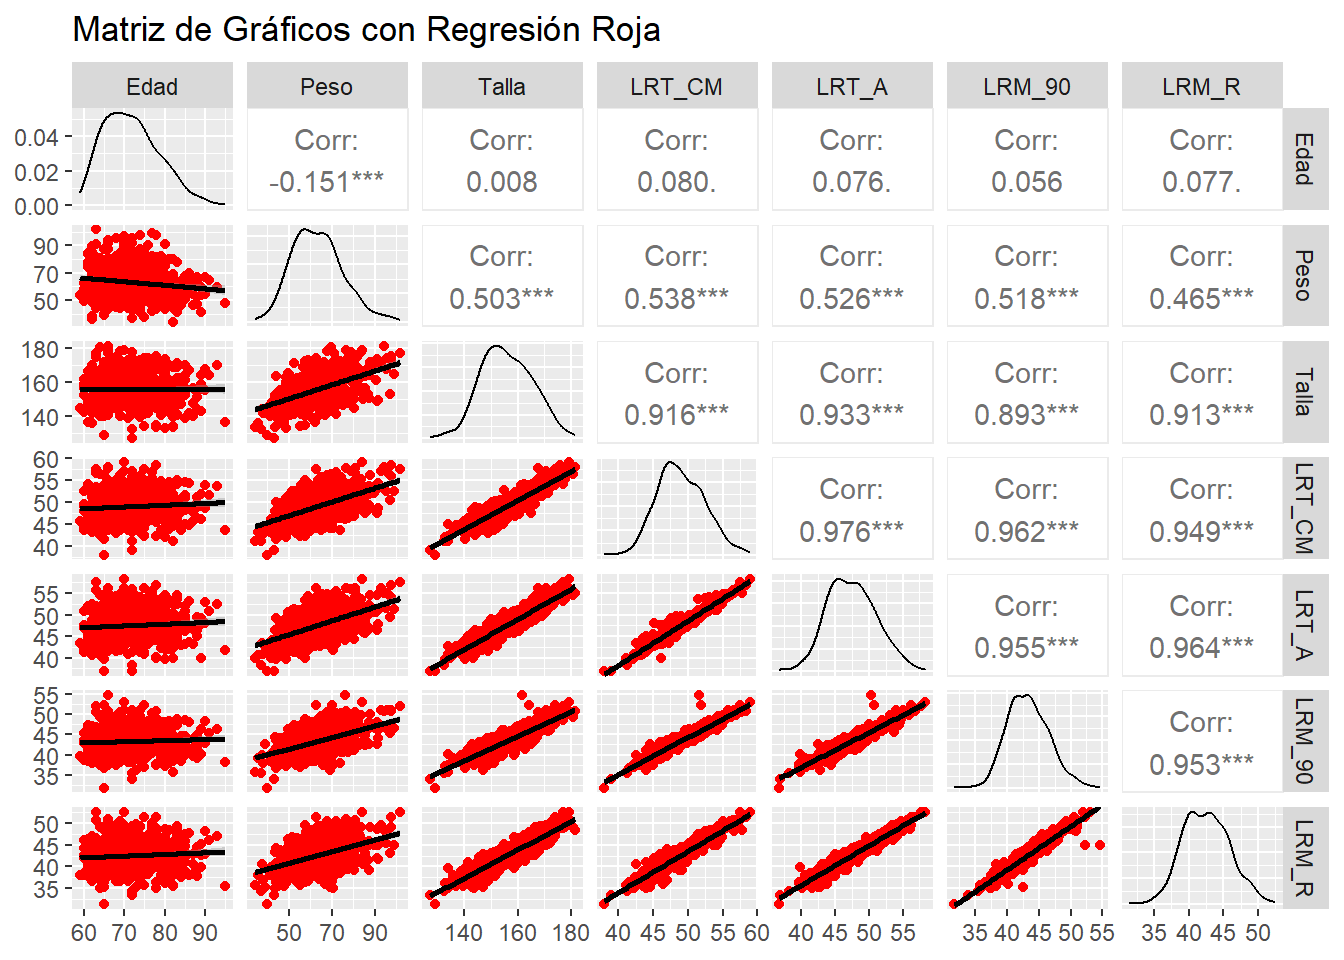 Matriz de Gráficos con Regresión Roja
Edad Peso Talla LRT_CM LRT_A LRM_90 LRM_R
0.04
0.02
0.00
Corr: Corr: Corr: Corr: Corr: Corr:
-0.151*** 0.008 0.080. 0.076. 0.056 0.077.
Edad
90
70
50
Corr: Corr: Corr: Corr: Corr:
0.503*** 0.538*** 0.526*** 0.518*** 0.465***
Peso
180
160
140
Corr: Corr: Corr: Corr:
0.916*** 0.933*** 0.893*** 0.913***
Talla
60
55
50
45
40
Corr: Corr: Corr:
0.976*** 0.962*** 0.949***
LRT_CM
55
50
45
40
Corr: Corr:
0.955*** 0.964***
LRT_A
55
50
45
40
35
Corr:
0.953***
LRM_90
50
45
40
35
LRM_R
60 70 80 90 50 70 90 140 160 180 40 45 50 55 60 40 45 50 55 35 40 45 50 55 35 40 45 50